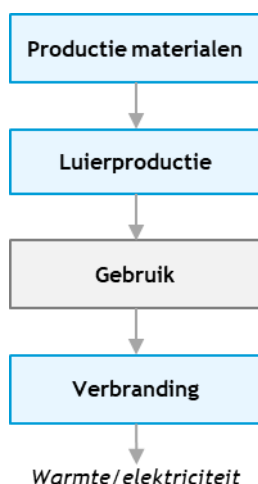 Productie materialen
Luierproductie
Gebruik
Verbranding
Warmte/elektriciteit